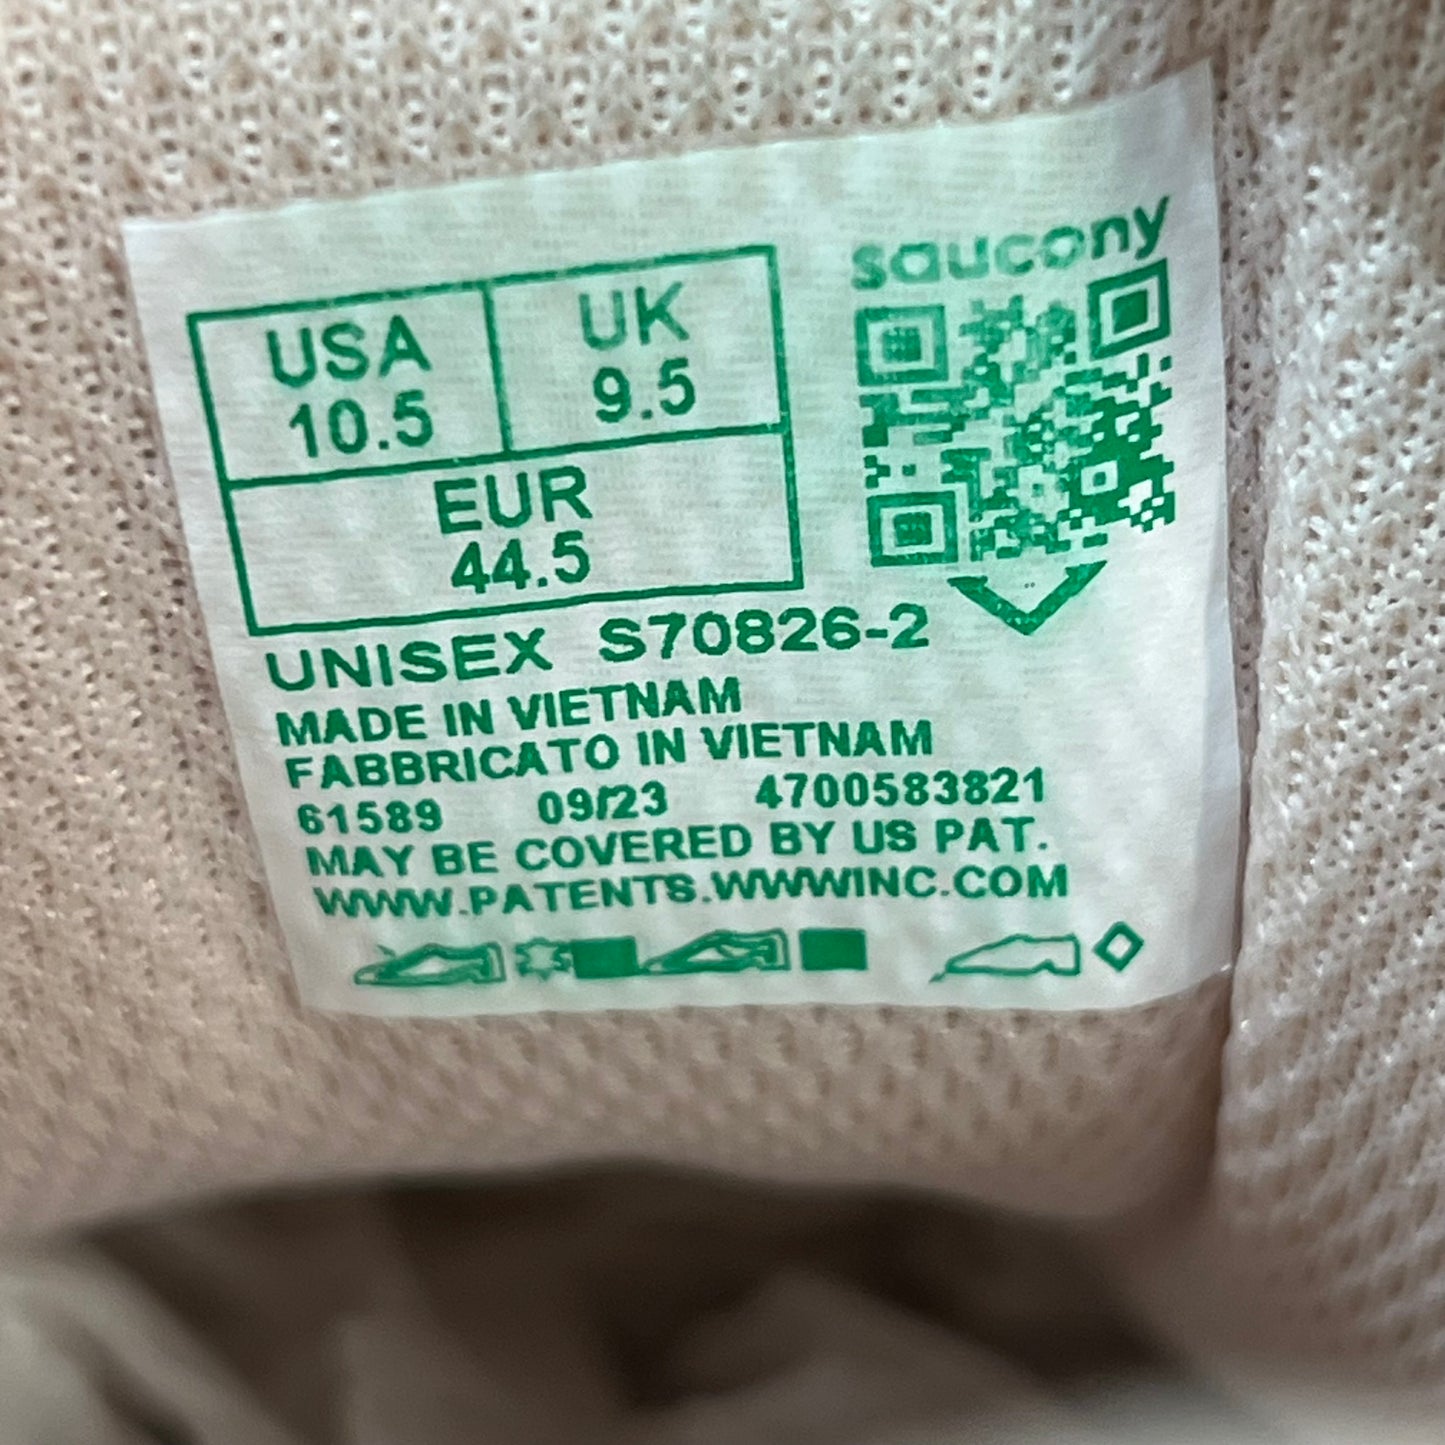 saucony
USA UK
10.5 9.5
EUR
44.5
UNISEX S70826-2
MADE IN VIETNAM
FABBRICATO IN VIETNAM
61589 09/23 4700583821
MAY BE COVERED BY US PAT.
WWW.PATENTS.WWWINC.COM